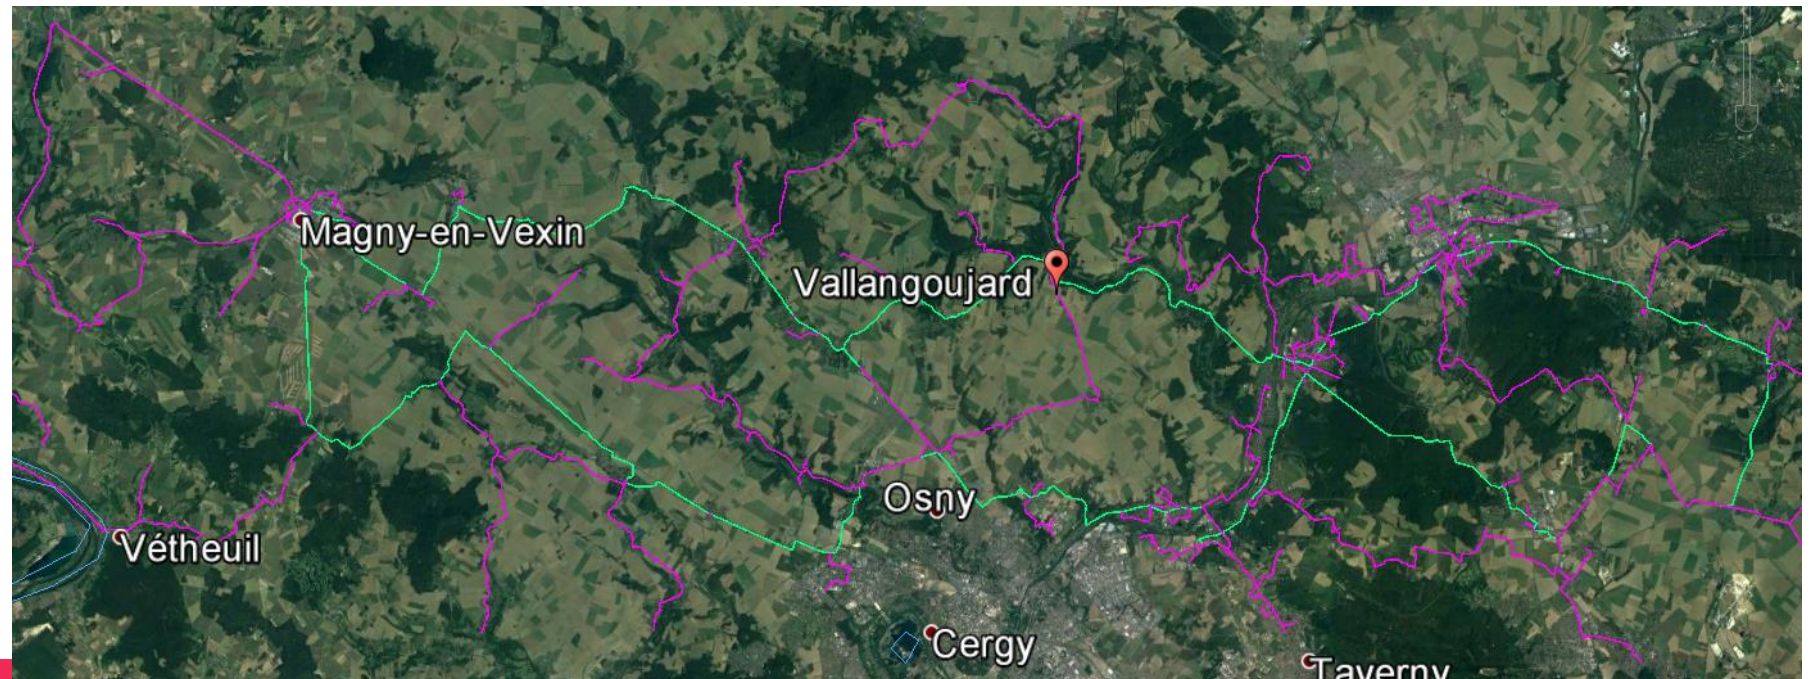 Magny-en-Vexin
Vallangoujard
Osny
Vétheuil
Cergy
Taverny